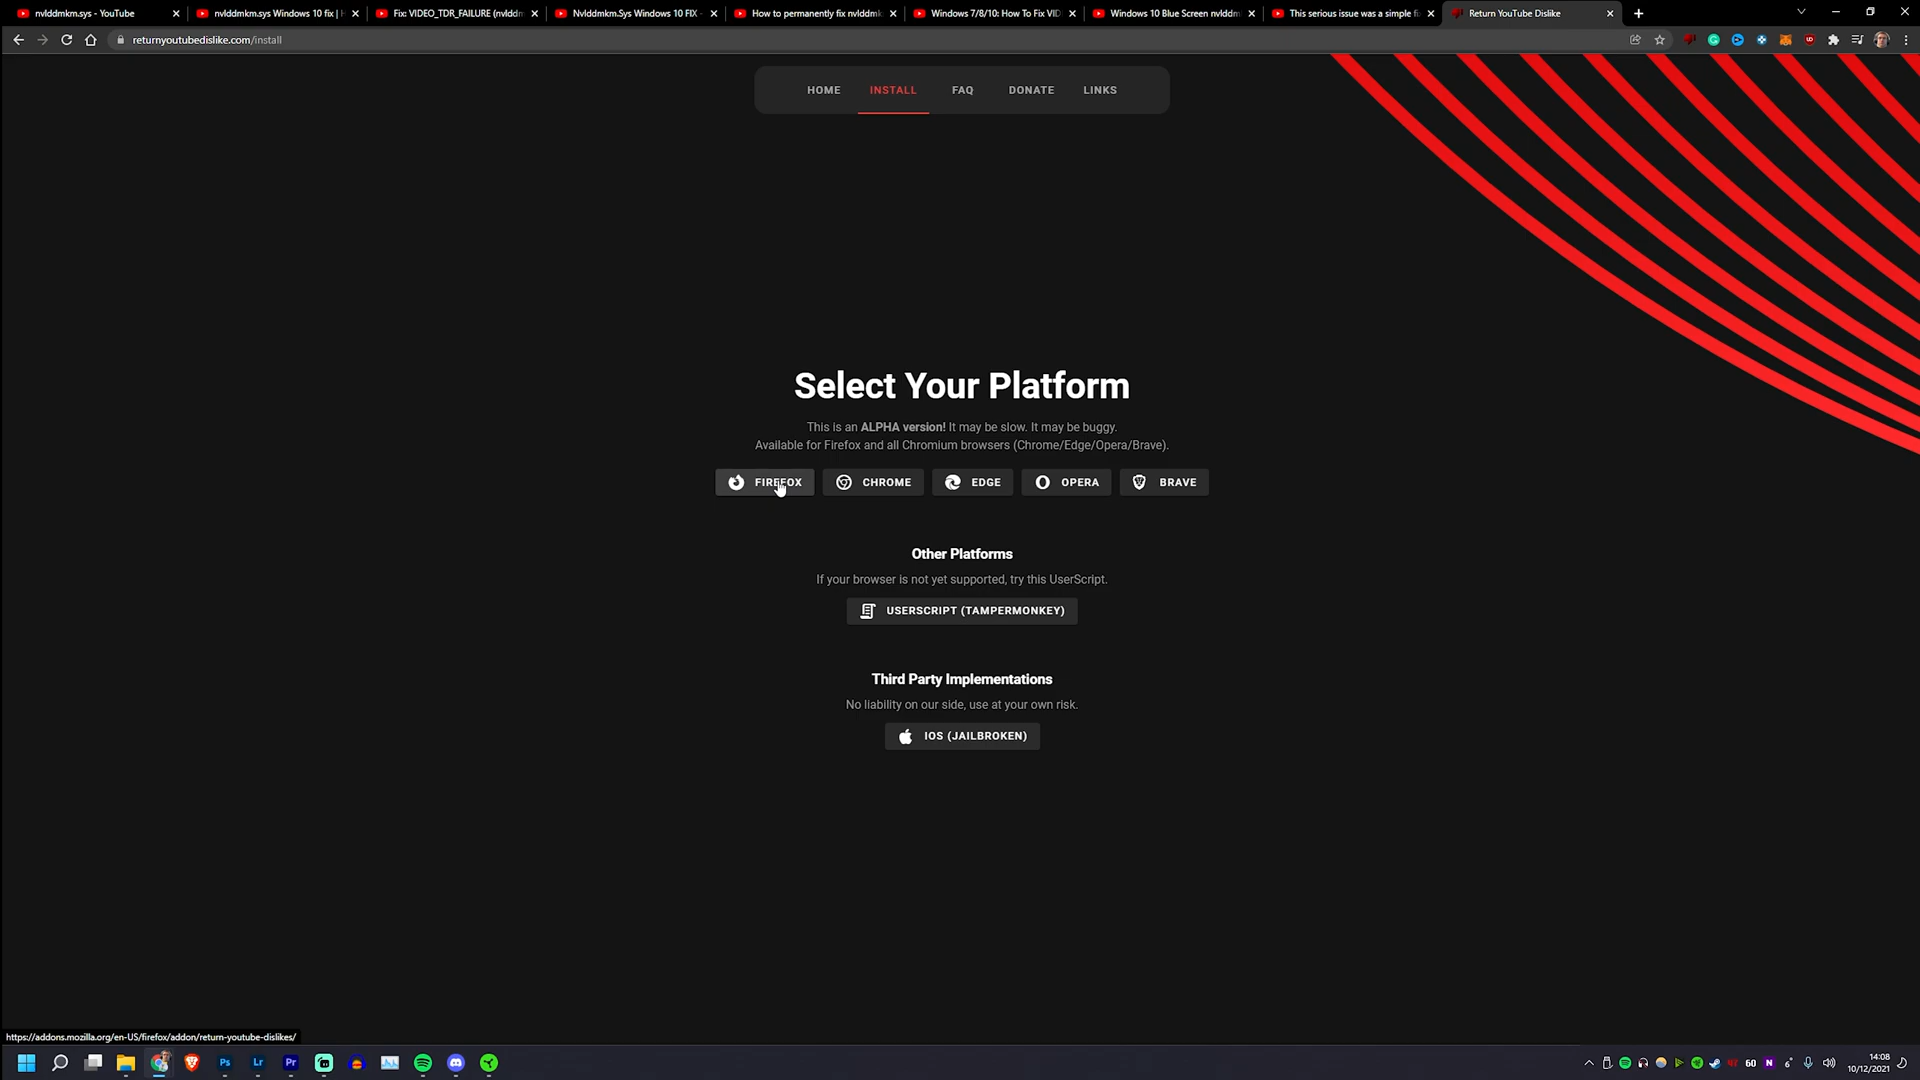 nvlddmkm.sys - YouTube
nvlddmkm.sys Windows 10 fix | H
Fix: VIDEO_TDR_FAILURE (nvlddm
Nvlddmkm.Sys Windows 10 FIX -
How to permanently fix nvlddmk
Windows 7/8/10: How To Fix VID
Windows 10 Blue Screen nvlddm
This serious issue was a simple fi
Return YouTube Dislike
returnyoutubedislike.com/install
HOME
INSTALL
FAQ
DONATE
LINKS
Select Your Platform
This is an ALPHA version! It may be slow. It may be buggy.
Available for Firefox and all Chromium browsers (Chrome/Edge/Opera/Brave).
FIREFOX
CHROME
EDGE
OPERA
BRAVE
Other Platforms
If your browser is not yet supported, try this UserScript.
USERSCRIPT (TAMPERMONKEY)
Third Party Implementations
No liability on our side, use at your own risk.
IOS (JAILBROKEN)
https://addons.mozilla.org/en-US/firefox/addon/return-youtube-dislikes/
Ps
Lr
Pr
60
N
14:08
10/12/2021